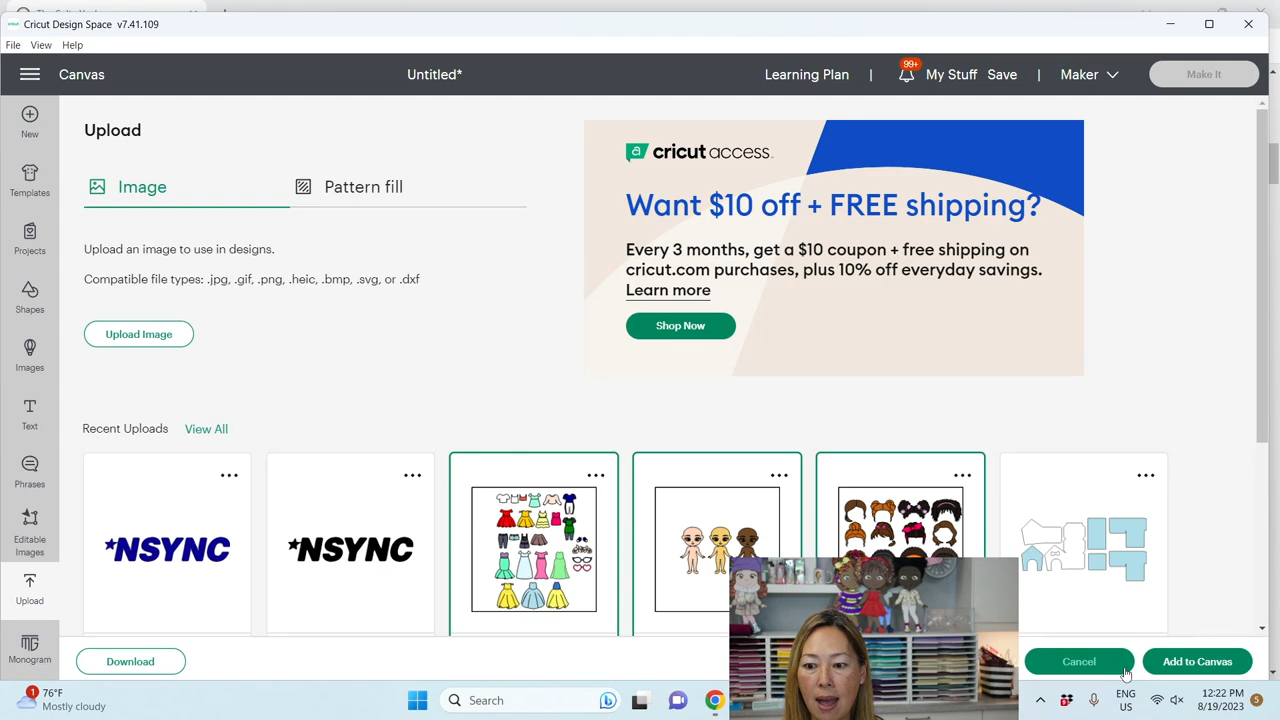 Cricut Design Space v7.41.109
File View Help
Canvas
Untitled*
Learning Plan | 99+ My Stuff Save | Maker
Make It
New
Templates
Projects
Shapes
Images
Text
Phrases
Editable
Images
Upload
Monogram
Upload
Image
Pattern fill
Upload an image to use in designs.
Compatible file types: .jpg, .gif, .png, .heic, .bmp, .svg, or .dxf
Upload Image
a cricut access
Want $10 off + FREE shipping?
Every 3 months, get a $10 coupon + free shipping on
cricut.com purchases, plus 10% off everyday savings.
Learn more
Shop Now
Recent Uploads View All
*NSYNC
*NSYNC
Download
Cancel
Add to Canvas
1
76°F
Mostly cloudy
Search
ENG
US
12:22 PM
8/19/2023
5